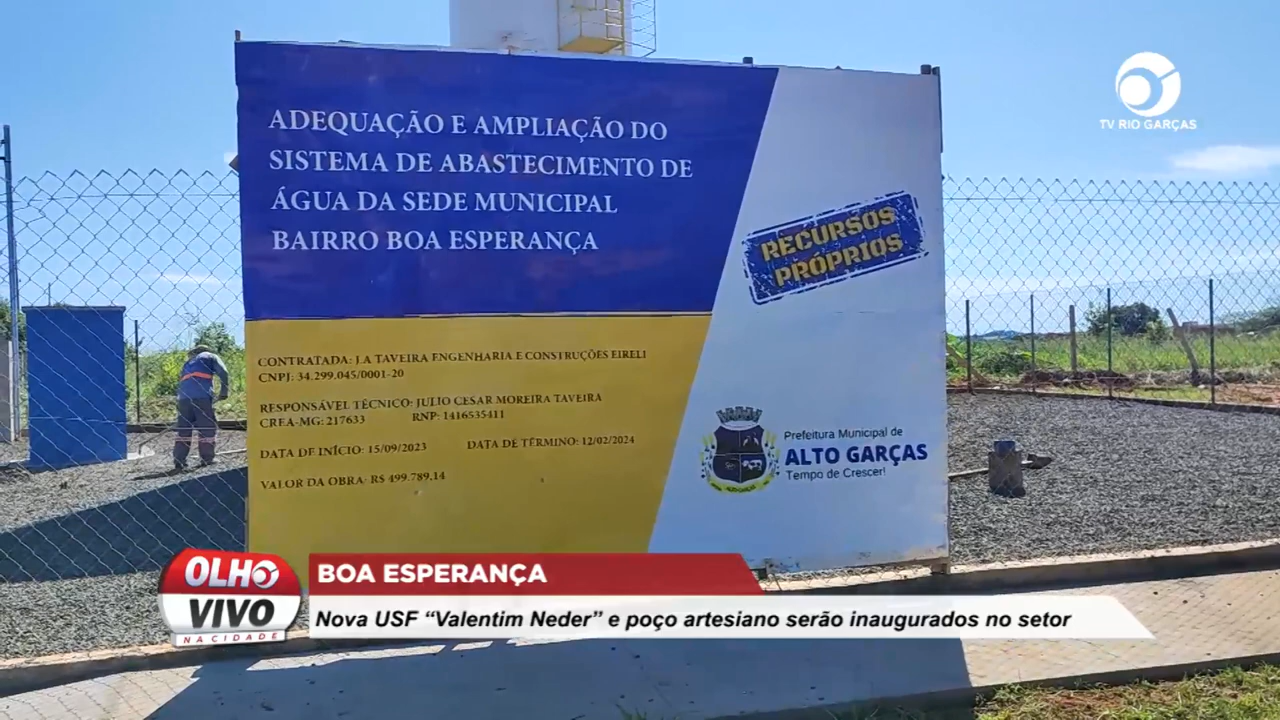 TV RIO GARÇAS
ADEQUAÇÃO E AMPLIAÇÃO DO
SISTEMA DE ABASTECIMENTO DE
ÁGUA DA SEDE MUNICIPAL
BAIRRO BOA ESPERANÇA
RECURSOS
PRÓPRIOS
CONTRATADA: J.A TAVEIRA ENGENHARIA E CONSTRUÇÕES EIRELI
CNPJ: 34.299.045/0001-20
RESPONSÁVEL TÉCNICO: JULIO CESAR MOREIRA TAVEIRA
CREA-MG: 217633 RNP: 1416535411
DATA DE INÍCIO: 15/09/2023 DATA DE TÉRMINO: 12/02/2024
VALOR DA OBRA: R$ 499.789,14
Prefeitura Municipal de
ALTO GARÇAS
Tempo de Crescer!
OLHO
VIVO
NA CIDADE
BOA ESPERANÇA
Nova USF “Valentim Neder” e poço artesiano serão inaugurados no setor